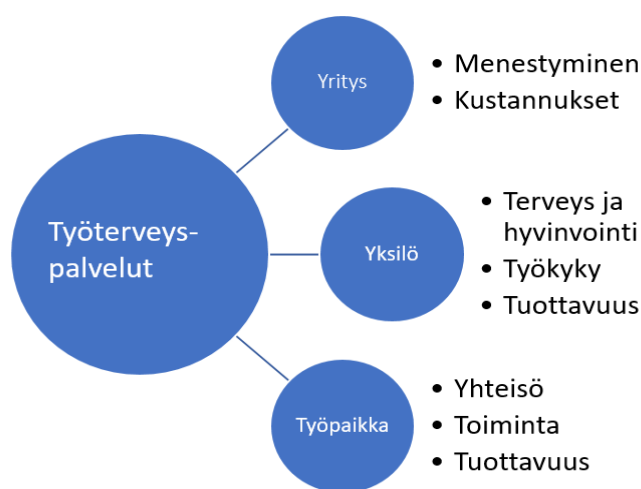 Yritys
• Menestyminen
• Kustannukset
Työterveys-
palvelut
Yksilö
• Terveys ja
hyvinvointi
• Työkyky
• Tuottavuus
Työpaikka
• Yhteisö
• Toiminta
• Tuottavuus